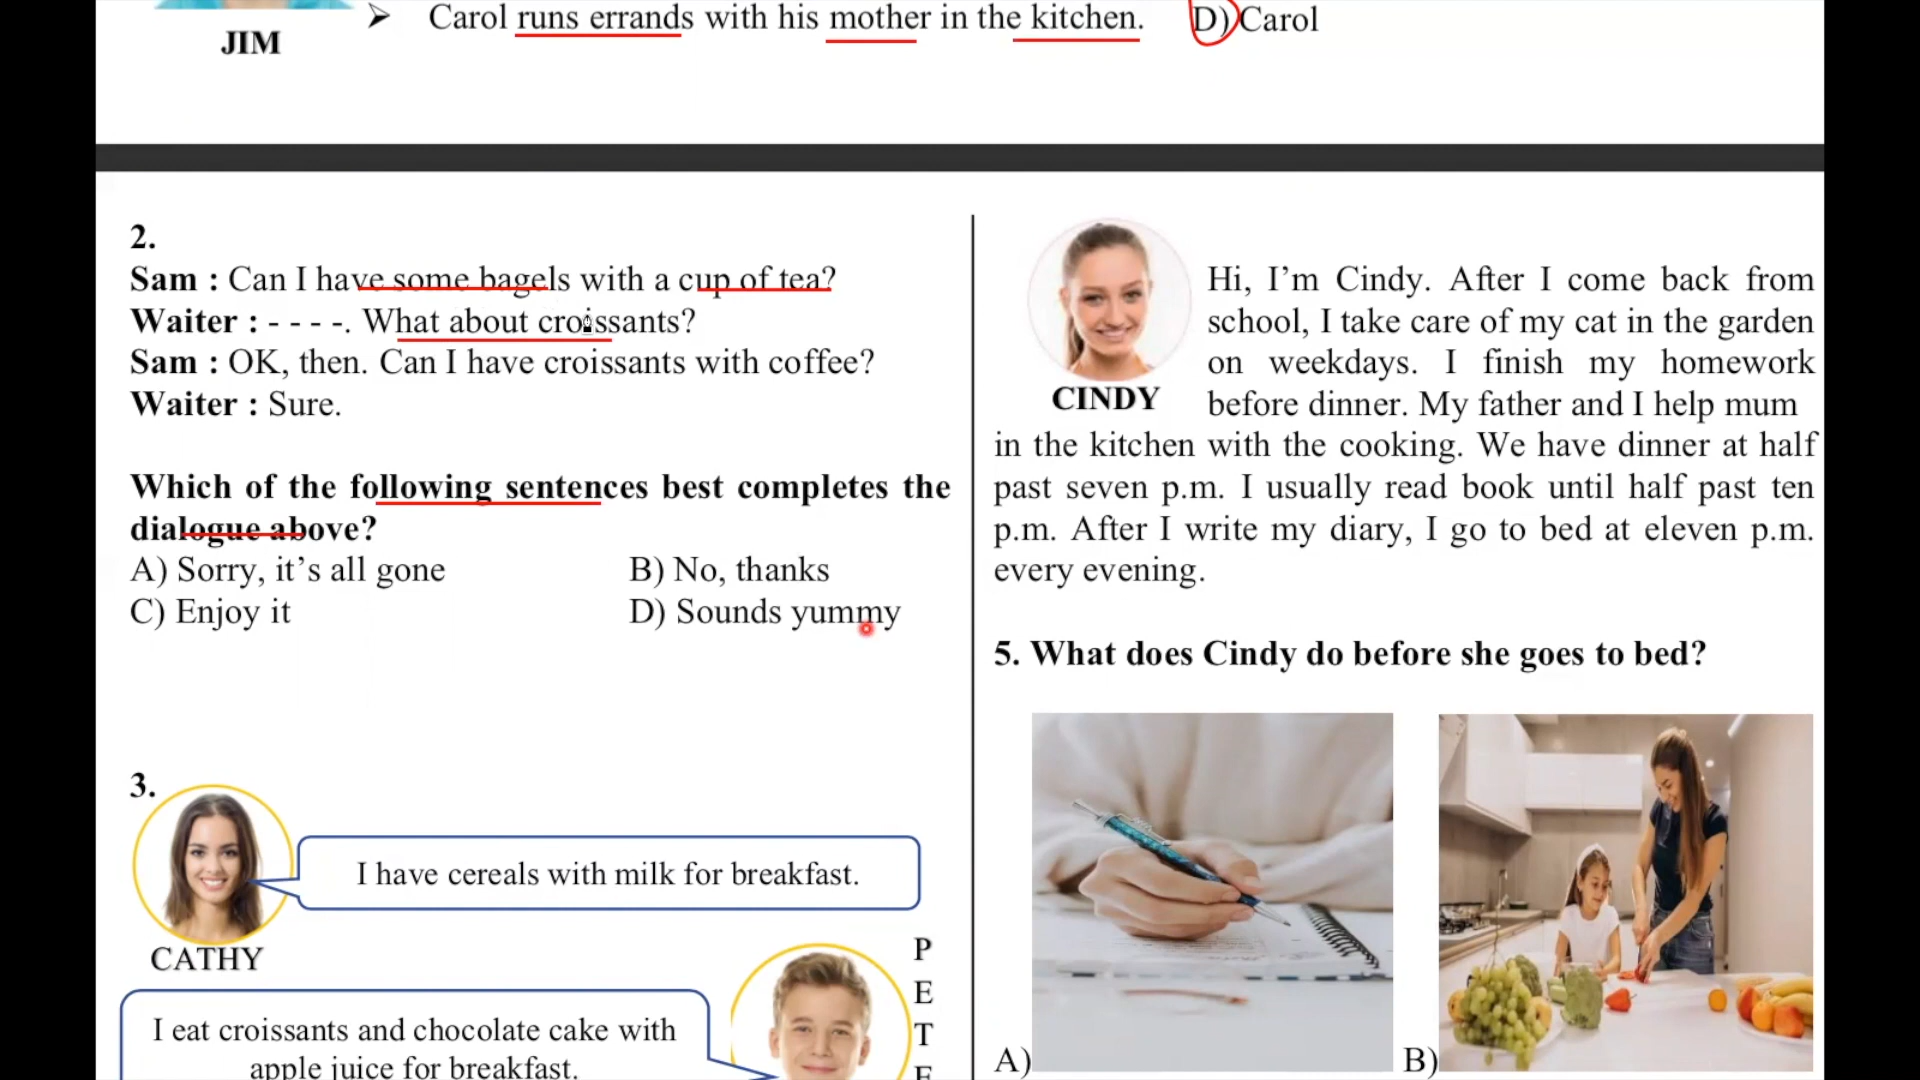 Carol runs errands with his mother in the kitchen.
D) Carol
JIM
2.
Sam : Can I have some bagels with a cup of tea?
Waiter : - - - -. What about croissants?
Sam : OK, then. Can I have croissants with coffee?
Waiter : Sure.
Which of the following sentences best completes the
dialogue above?
A) Sorry, it’s all gone
B) No, thanks
C) Enjoy it
D) Sounds yummy
3.
I have cereals with milk for breakfast.
CATHY
P
E
T
E
I eat croissants and chocolate cake with
apple juice for breakfast.
Hi, I’m Cindy. After I come back from
school, I take care of my cat in the garden
on weekdays. I finish my homework
CINDY
before dinner. My father and I help mum
in the kitchen with the cooking. We have dinner at half
past seven p.m. I usually read book until half past ten
p.m. After I write my diary, I go to bed at eleven p.m.
every evening.
5. What does Cindy do before she goes to bed?
A)
B)